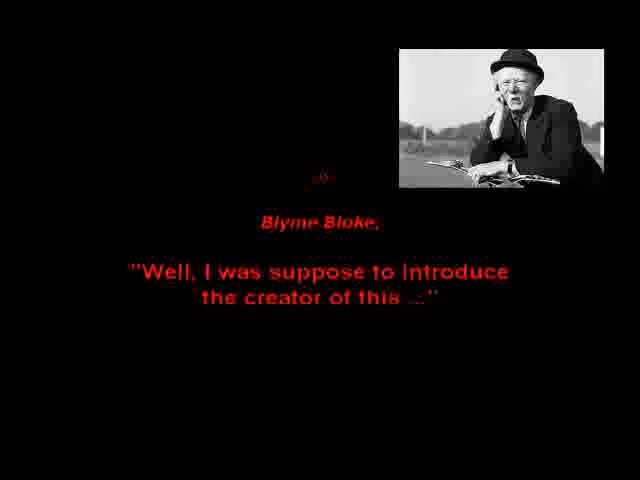 Blyme Bloke,
"Well, I was suppose to introduce
the creator of this ..."